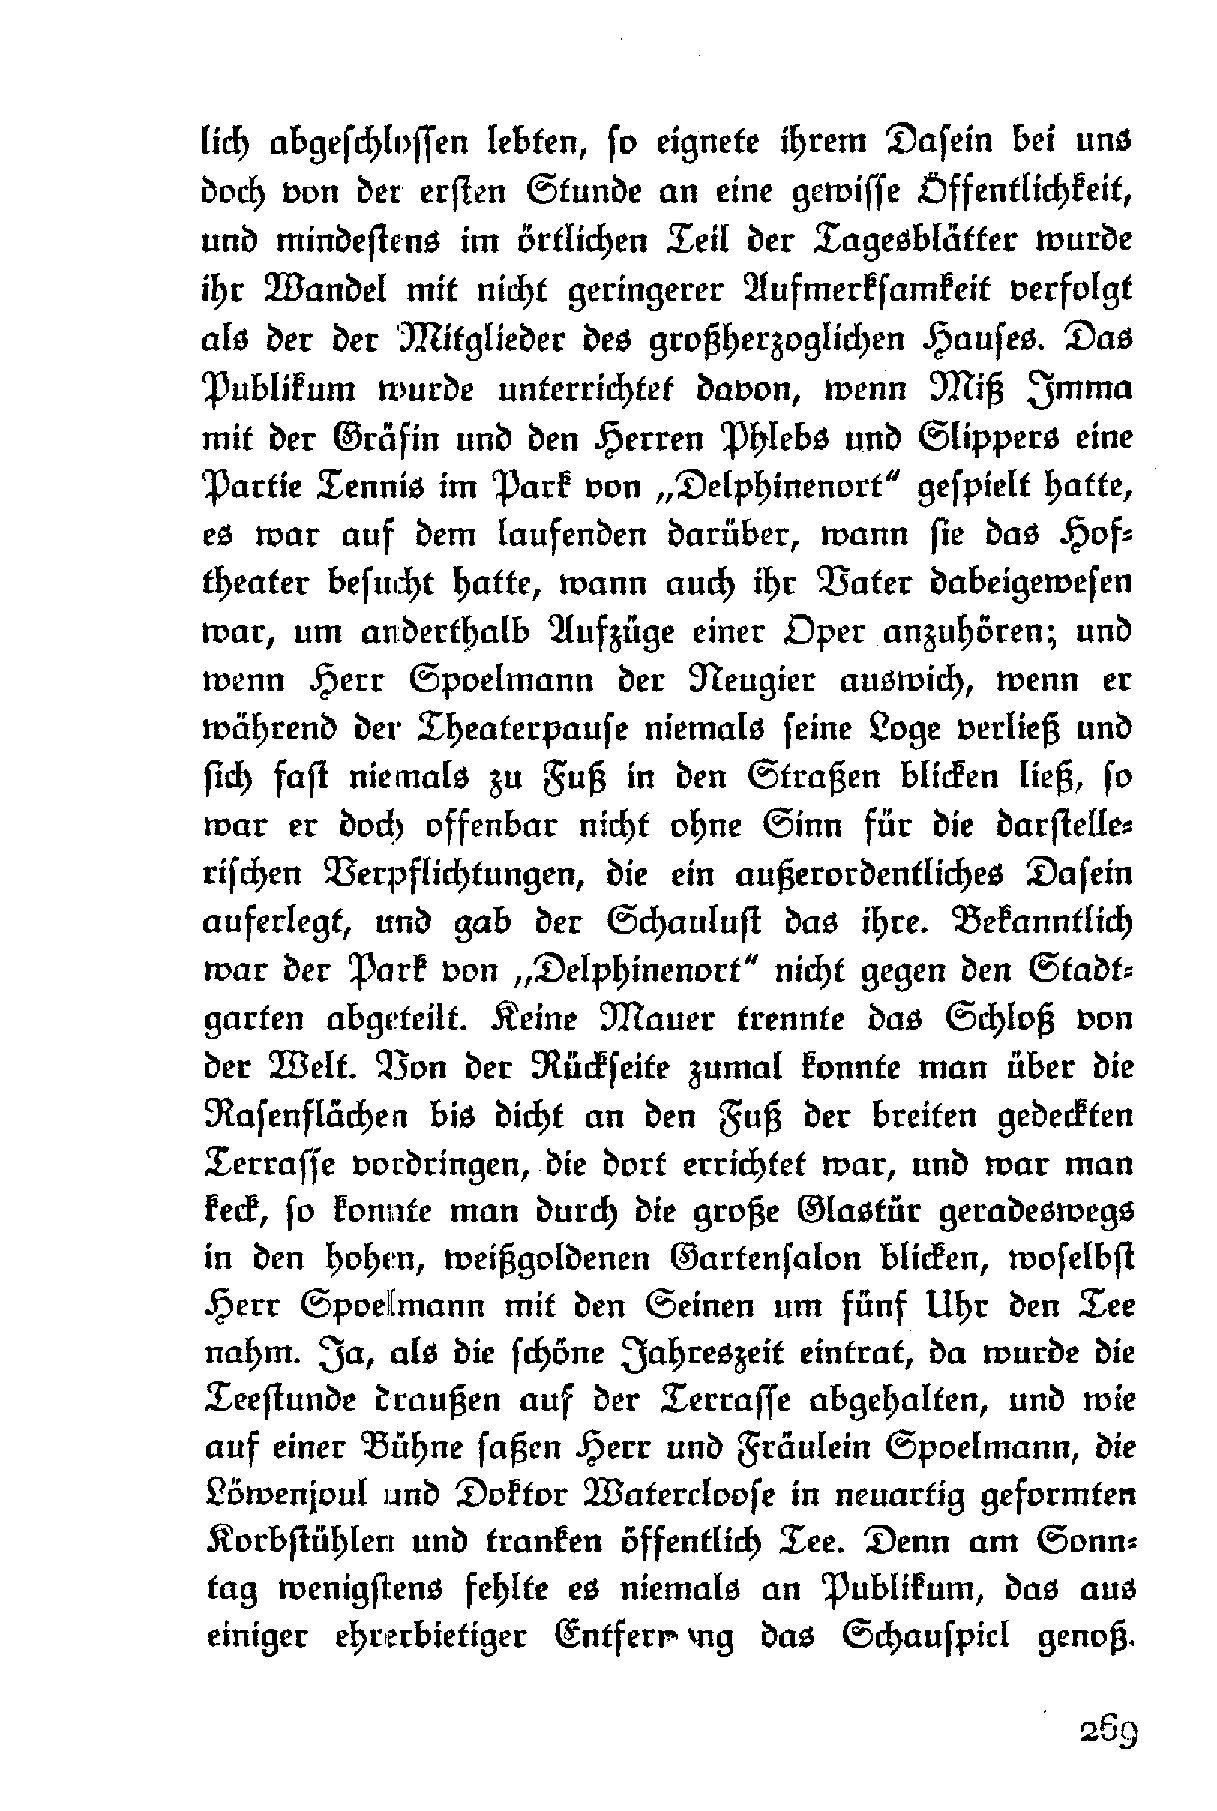 lich abgeschlossen lebten, so eignete ihrem Dasein bei uns
doch von der ersten Stunde an eine gewisse Öffentlichkeit,
und mindestens im örtlichen Teil der Tagesblätter wurde
ihr Wandel mit nicht geringerer Aufmerksamkeit verfolgt
als der der Mitglieder des großherzoglichen Hauses. Das
Publikum wurde unterrichtet davon, wenn Miß Imma
mit der Gräfin und den Herren Phlebs und Slippers eine
Partie Tennis im Park von „Delphinenort“ gespielt hatte,
es war auf dem laufenden darüber, wann sie das Hof-
theater besucht hatte, wann auch ihr Vater dabeigewesen
war, um anderthalb Aufzüge einer Oper anzuhören; und
wenn Herr Spoelmann der Neugier auswich, wenn er
während der Theaterpause niemals seine Loge verließ und
sich fast niemals zu Fuß in den Straßen blicken ließ, so
war er doch offenbar nicht ohne Sinn für die darstelle-
rischen Verpflichtungen, die ein außerordentliches Dasein
auferlegt, und gab der Schaulust das ihre. Bekanntlich
war der Park von „Delphinenort“ nicht gegen den Stadt-
garten abgeteilt. Keine Mauer trennte das Schloß von
der Welt. Von der Rückseite zumal konnte man über die
Rasenflächen bis dicht an den Fuß der breiten gedeckten
Terrasse vordringen, die dort errichtet war, und war man
keck, so konnte man durch die große Glastür geradeswegs
in den hohen, weißgoldenen Gartensalon blicken, woselbst
Herr Spoelmann mit den Seinen um fünf Uhr den Tee
nahm. Ja, als die schöne Jahreszeit eintrat, da wurde die
Teestunde draußen auf der Terrasse abgehalten, und wie
auf einer Bühne saßen Herr und Fräulein Spoelmann, die
Löwenjoul und Doktor Watercloose in neuartig geformten
Korbstühlen und tranken öffentlich Tee. Denn am Sonn-
tag wenigstens fehlte es niemals an Publikum, das aus
einiger ehrerbietiger Entfernung das Schauspiel genoß.
269